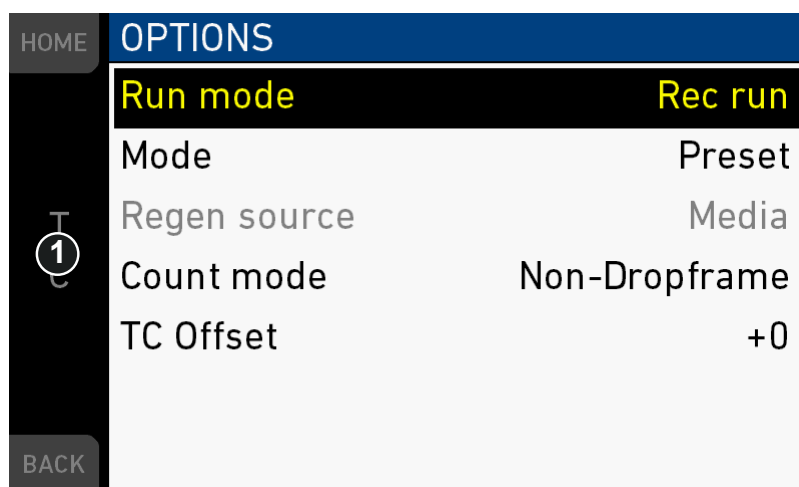 HOME
OPTIONS
Run mode Rec run
Mode Preset
Regen source Media
T
1
C
Count mode Non-Dropframe
TC Offset +0
BACK